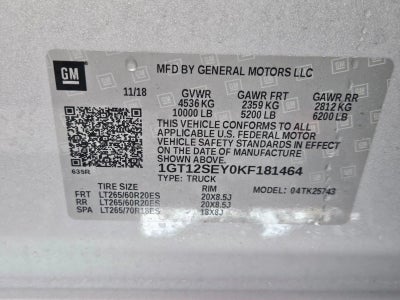 GM
MFD BY GENERAL MOTORS LLC
11/18 GVWR GAWR FRT GAWR RR
4536 KG 2359 KG 2812 KG
10000 LB 5200 LB 6200 LB
THIS VEHICLE CONFORMS TO ALL
APPLICABLE U.S. FEDERAL MOTOR
VEHICLE SAFETY STANDARDS IN EFFECT
ON THE DATE OF MANUFACTURE SHOWN ABOVE.
1GT12SEY0KF181464
635R TYPE: TRUCK
TIRE SIZE RIM MODEL: 04TK25743
FRT LT265/60R20ES 20X8.5J
RR LT265/60R20ES 20X8.5J
SPA LT265/70R18ES 18X8J